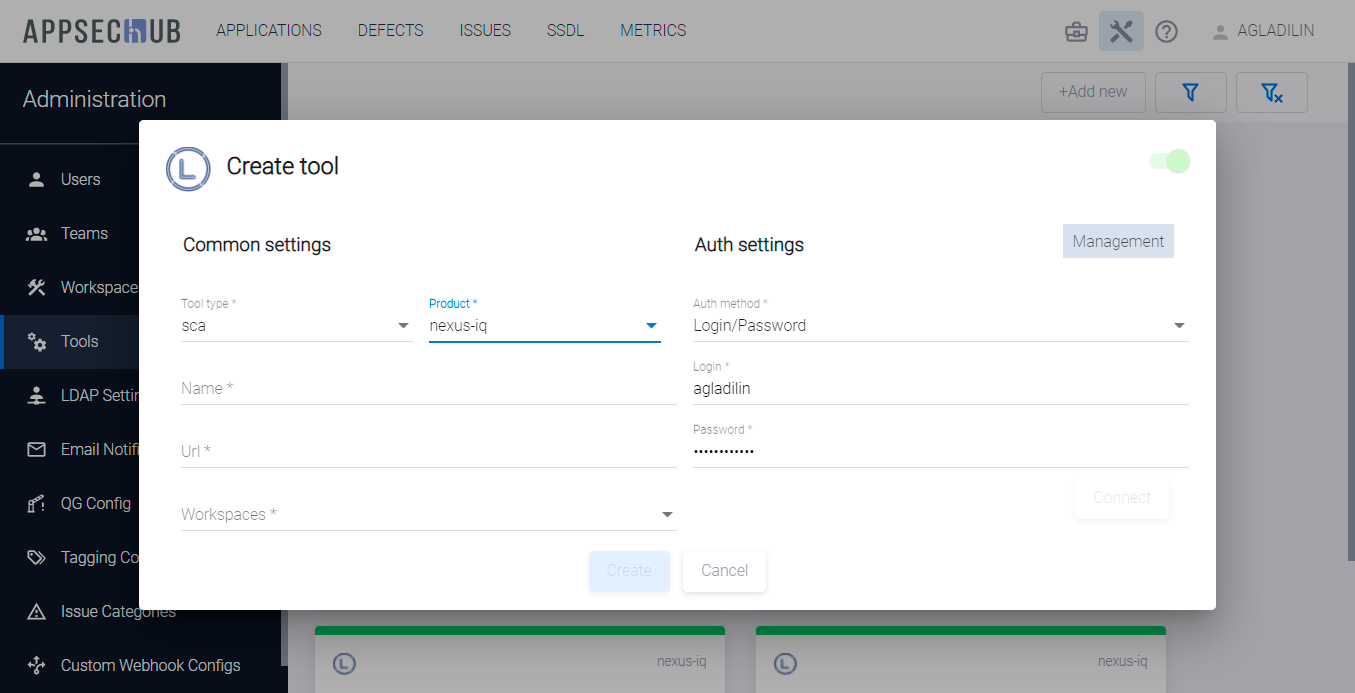 APPSECHUB APPLICATIONS DEFECTS ISSUES SSDL METRICS AGLADILIN
Administration
+Add new
Users
Teams
Workspace
Tools
LDAP Settin
Email Notifi
QG Config
Tagging Co
Issue Categories
Custom Webhook Configs
Create tool
Common settings
Tool type *
sca
Product *
nexus-iq
Name *
Url *
Workspaces *
Auth settings
Management
Auth method *
Login/Password
Login *
agladilin
Password *
••••••••••••
Connect
Create Cancel
nexus-iq nexus-iq